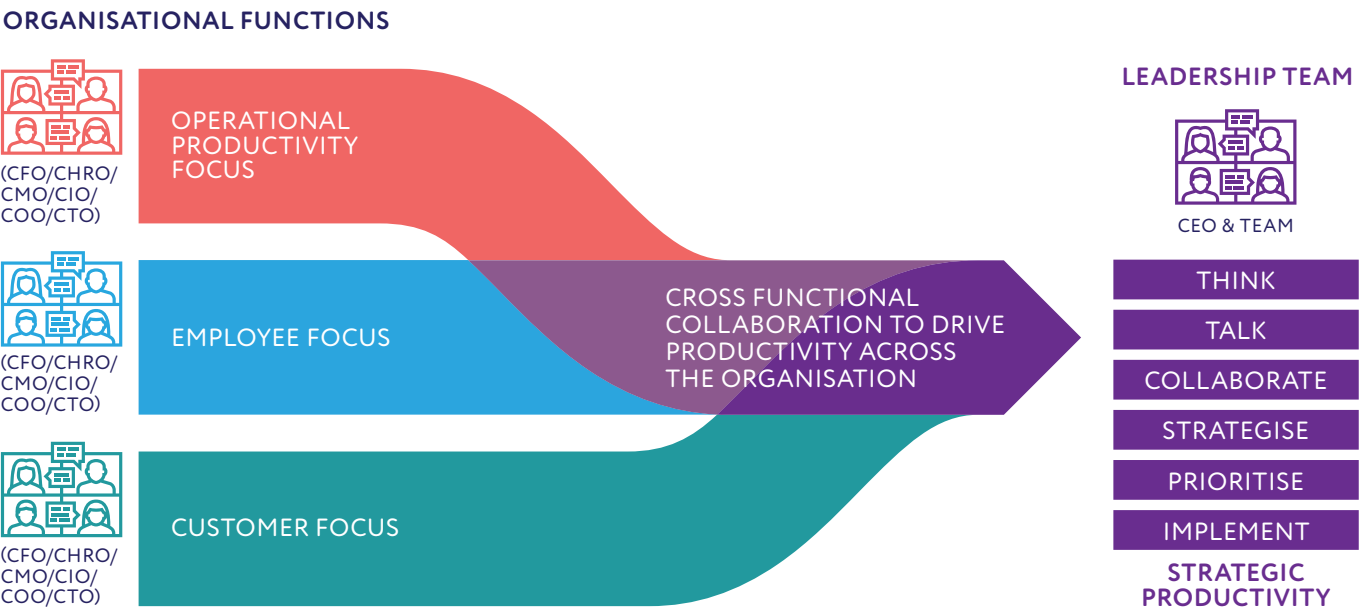 ORGANISATIONAL FUNCTIONS
(CFO/CHRO/
CMO/CIO/
COO/CTO)
OPERATIONAL
PRODUCTIVITY
FOCUS
(CFO/CHRO/
CMO/CIO/
COO/CTO)
EMPLOYEE FOCUS
(CFO/CHRO/
CMO/CIO/
COO/CTO)
CUSTOMER FOCUS
CROSS FUNCTIONAL
COLLABORATION TO DRIVE
PRODUCTIVITY ACROSS
THE ORGANISATION
LEADERSHIP TEAM
CEO & TEAM
THINK
TALK
COLLABORATE
STRATEGISE
PRIORITISE
IMPLEMENT
STRATEGIC
PRODUCTIVITY